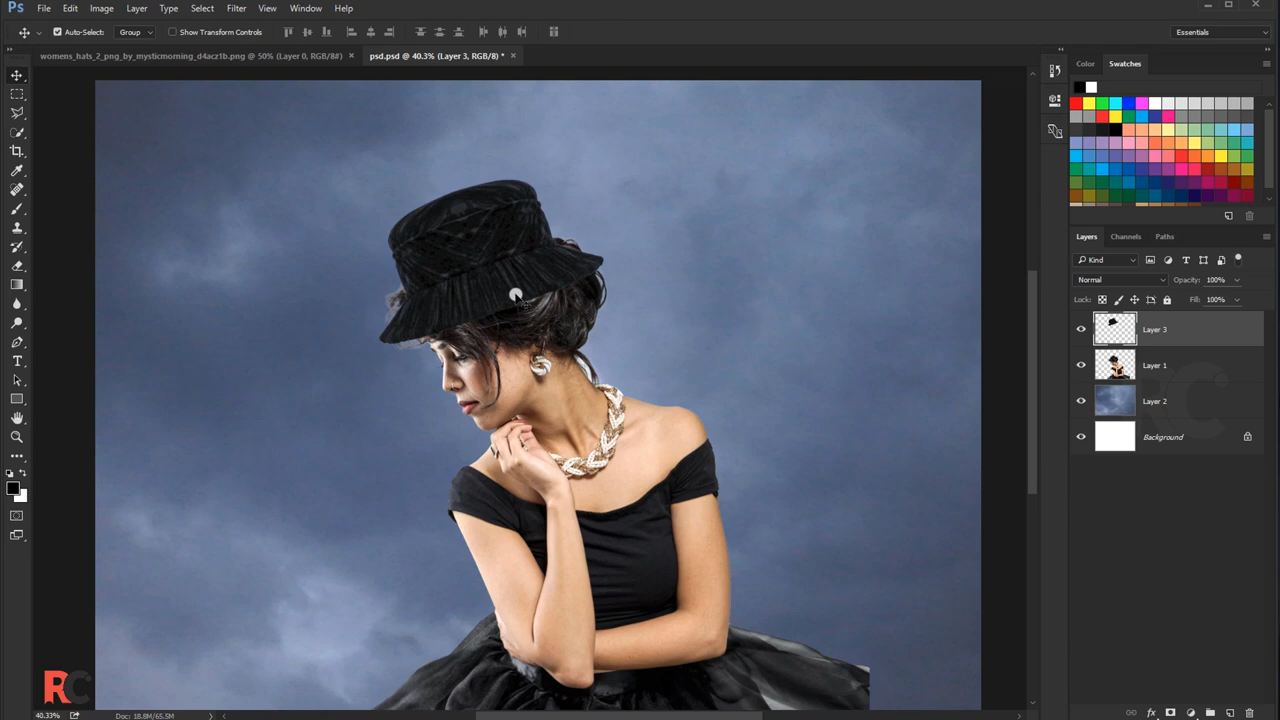 Ps File Edit Image Layer Type Select Filter View Window Help
Auto-Select: Group Show Transform Controls Essentials
womens_hats_2_png_by_mysticmorning_d4acz1b.png @ 50% (Layer 0, RGB/8#) × psd.psd @ 40.3% (Layer 3, RGB/8) * ×
Color Swatches
Layers Channels Paths
Kind
Normal Opacity: 100%
Lock: Fill: 100%
Layer 3
Layer 1
Layer 2
Background
RC
RC
40.33% Doc: 18.8M/65.5M